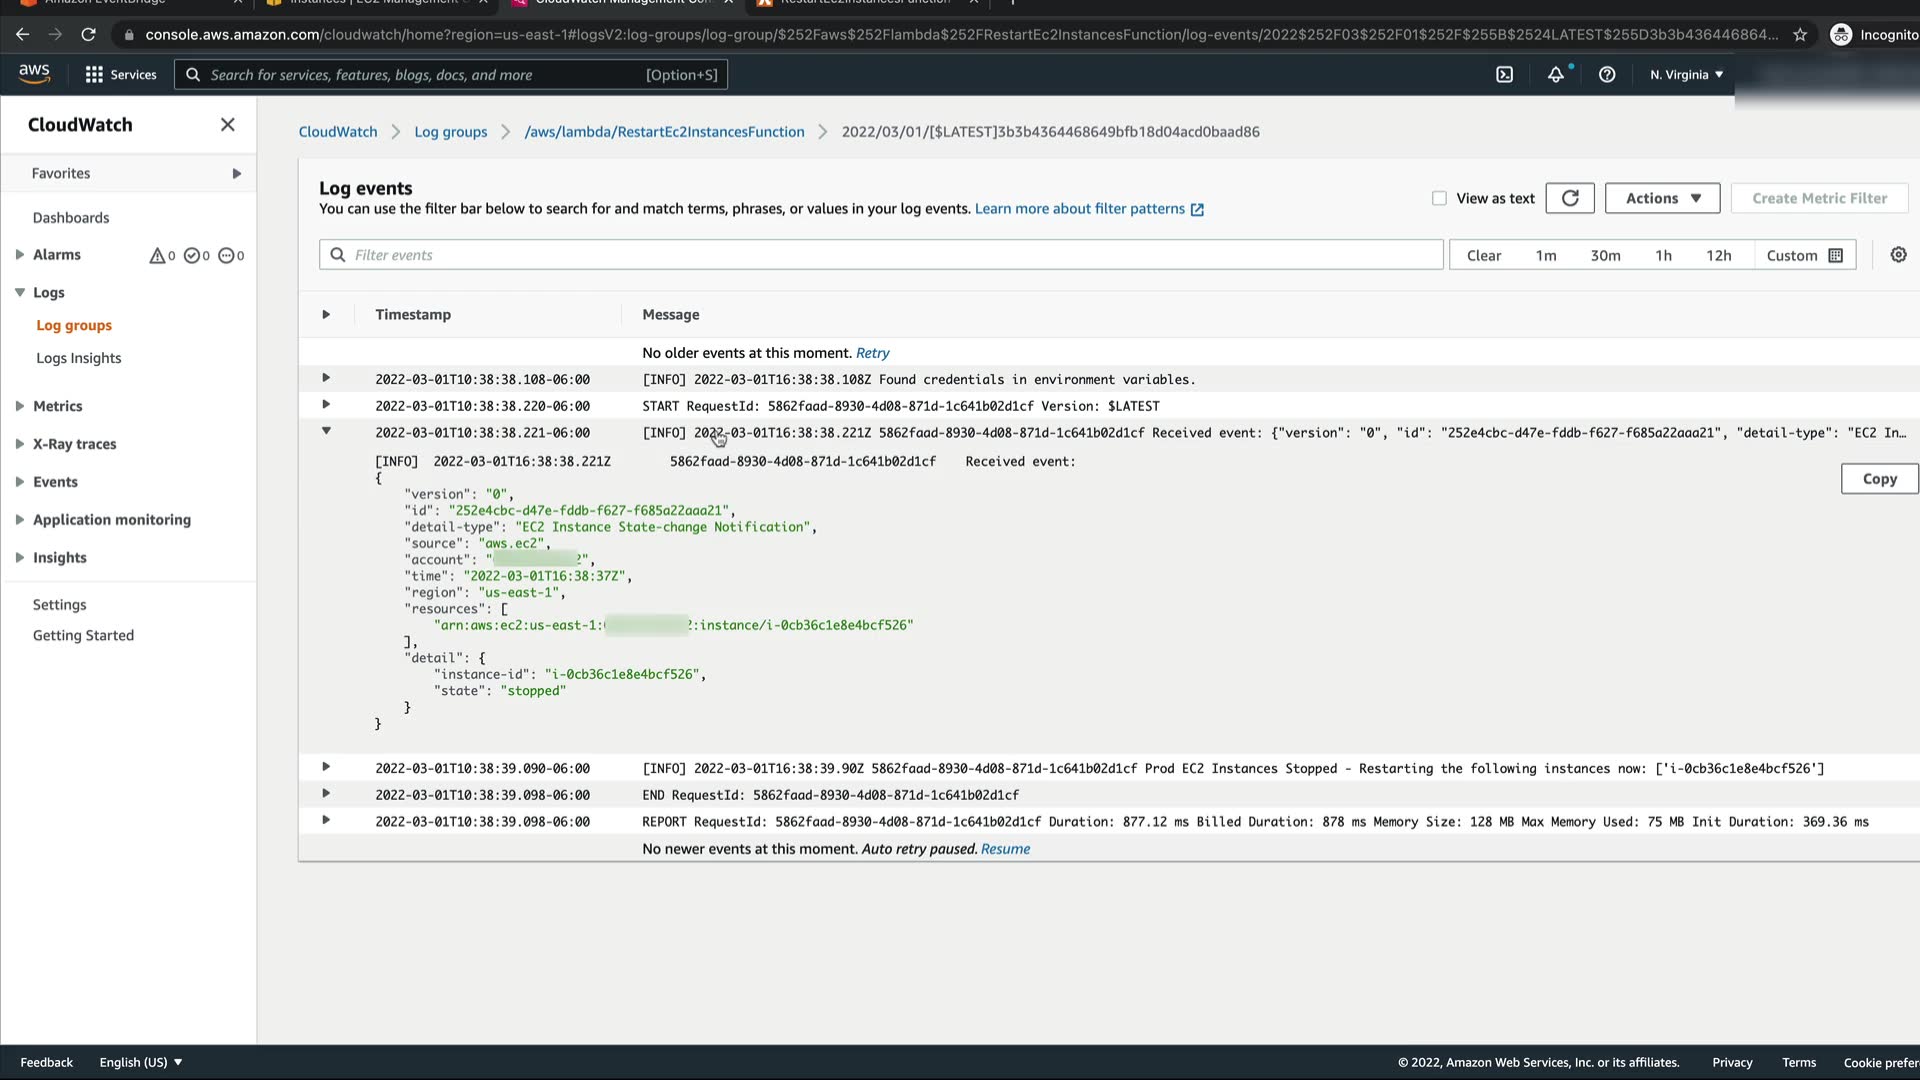 Amazon EventBridge
Instances | EC2 Management
CloudWatch Management Con
RestartEc2InstancesFunction
console.aws.amazon.com/cloudwatch/home?region=us-east-1#logsV2:log-groups/log-group/$252Faws$252Flambda$252FRestartEc2InstancesFunction/log-events/2022$252F03$252F01$252F$255B$2524LATEST$255D3b3b436446864...
Incognito
aws
Services
Search for services, features, blogs, docs, and more
[Option+S]
N. Virginia
CloudWatch
Favorites
Dashboards
Alarms 0 0 0
Logs
Log groups
Logs Insights
Metrics
X-Ray traces
Events
Application monitoring
Insights
Settings
Getting Started
CloudWatch
Log groups
/aws/lambda/RestartEc2InstancesFunction
2022/03/01/[$LATEST]3b3b4364468649bfb18d04acd0baad86
Log events
You can use the filter bar below to search for and match terms, phrases, or values in your log events. Learn more about filter patterns
View as text
Actions
Create Metric Filter
Filter events
Clear 1m 30m 1h 12h Custom
Timestamp Message
No older events at this moment. Retry
2022-03-01T10:38:38.108-06:00 [INFO] 2022-03-01T16:38:38.108Z Found credentials in environment variables.
2022-03-01T10:38:38.220-06:00 START RequestId: 5862faad-8930-4d08-871d-1c641b02d1cf Version: $LATEST
2022-03-01T10:38:38.221-06:00 [INFO] 2022-03-01T16:38:38.221Z 5862faad-8930-4d08-871d-1c641b02d1cf Received event: {"version": "0", "id": "252e4cbc-d47e-fddb-f627-f685a22aaa21", "detail-type": "EC2 In...
[INFO] 2022-03-01T16:38:38.221Z 5862faad-8930-4d08-871d-1c641b02d1cf Received event:
Copy
{
"version": "0",
"id": "252e4cbc-d47e-fddb-f627-f685a22aaa21",
"detail-type": "EC2 Instance State-change Notification",
"source": "aws.ec2",
"account": " 2",
"time": "2022-03-01T16:38:37Z",
"region": "us-east-1",
"resources": [
"arn:aws:ec2:us-east-1: 2:instance/i-0cb36c1e8e4bcf526"
],
"detail": {
"instance-id": "i-0cb36c1e8e4bcf526",
"state": "stopped"
}
}
2022-03-01T10:38:39.090-06:00 [INFO] 2022-03-01T16:38:39.90Z 5862faad-8930-4d08-871d-1c641b02d1cf Prod EC2 Instances Stopped - Restarting the following instances now: ['i-0cb36c1e8e4bcf526']
2022-03-01T10:38:39.098-06:00 END RequestId: 5862faad-8930-4d08-871d-1c641b02d1cf
2022-03-01T10:38:39.098-06:00 REPORT RequestId: 5862faad-8930-4d08-871d-1c641b02d1cf Duration: 877.12 ms Billed Duration: 878 ms Memory Size: 128 MB Max Memory Used: 75 MB Init Duration: 369.36 ms
No newer events at this moment. Auto retry paused. Resume
Feedback
English (US)
© 2022, Amazon Web Services, Inc. or its affiliates.
Privacy
Terms
Cookie prefer